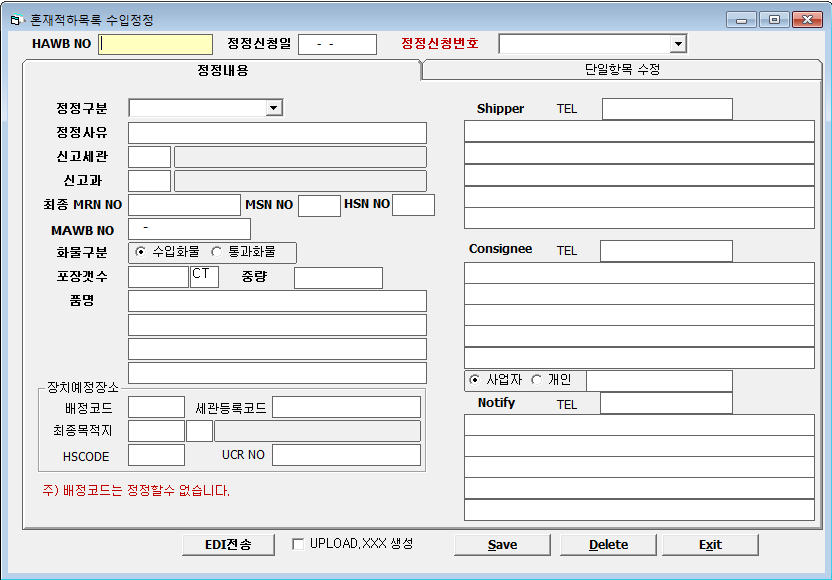 혼재적하목록 수입정정
HAWB NO 정정신청일 - - 정정신청번호
정정내용 단일항목 수정
정정구분
정정사유
신고세관
신고과
최종 MRN NO MSN NO HSN NO
MAWB NO -
화물구분 수입화물 통과화물
포장갯수 CT 중량
품명
장치예정장소
배정코드 세관등록코드
최종목적지
HSCODE UCR NO
주) 배정코드는 정정할수 없습니다.
Shipper TEL
Consignee TEL
사업자 개인
Notify TEL
EDI전송 UPLOAD.XXX 생성 Save Delete Exit